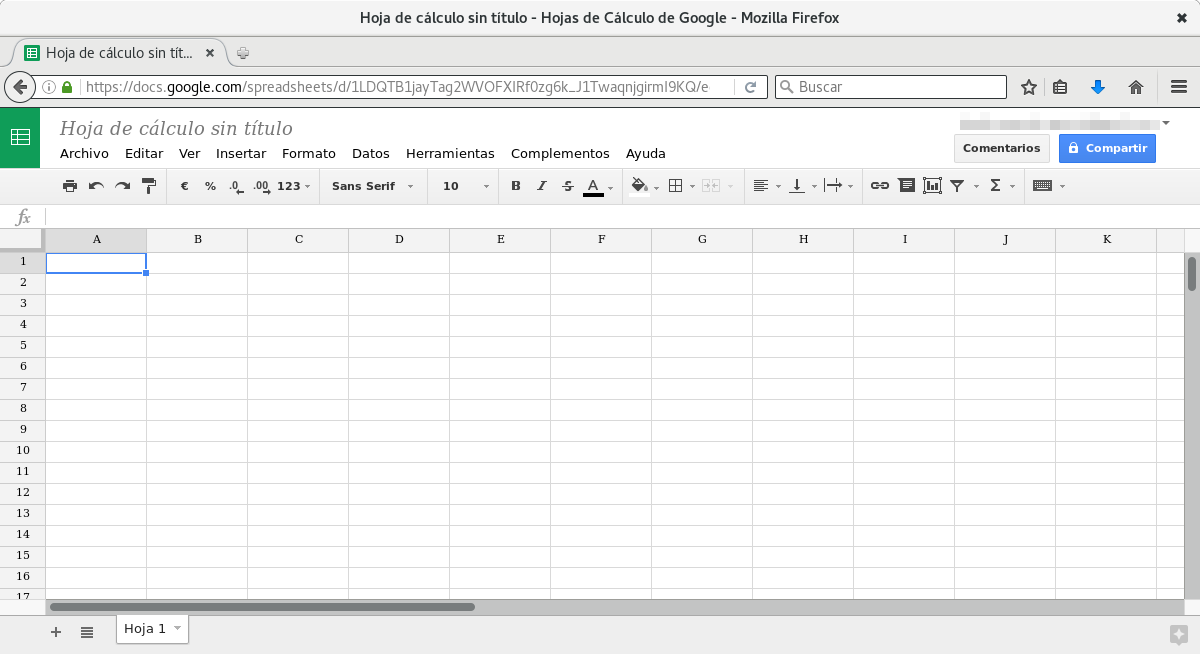 Hoja de cálculo sin título - Hojas de Cálculo de Google - Mozilla Firefox
Hoja de cálculo sin tít...
https://docs.google.com/spreadsheets/d/1LDQTB1jayTag2WVOFXIRf0zg6k_J1TwaqnjgirmI9KQ/e
Buscar
Hoja de cálculo sin título
Archivo Editar Ver Insertar Formato Datos Herramientas Complementos Ayuda
Comentarios Compartir
€ % .0 .00 123 Sans Serif 10 B I S A Σ
fx
A B C D E F G H I J K
1
2
3
4
5
6
7
8
9
10
11
12
13
14
15
16
17
Hoja 1